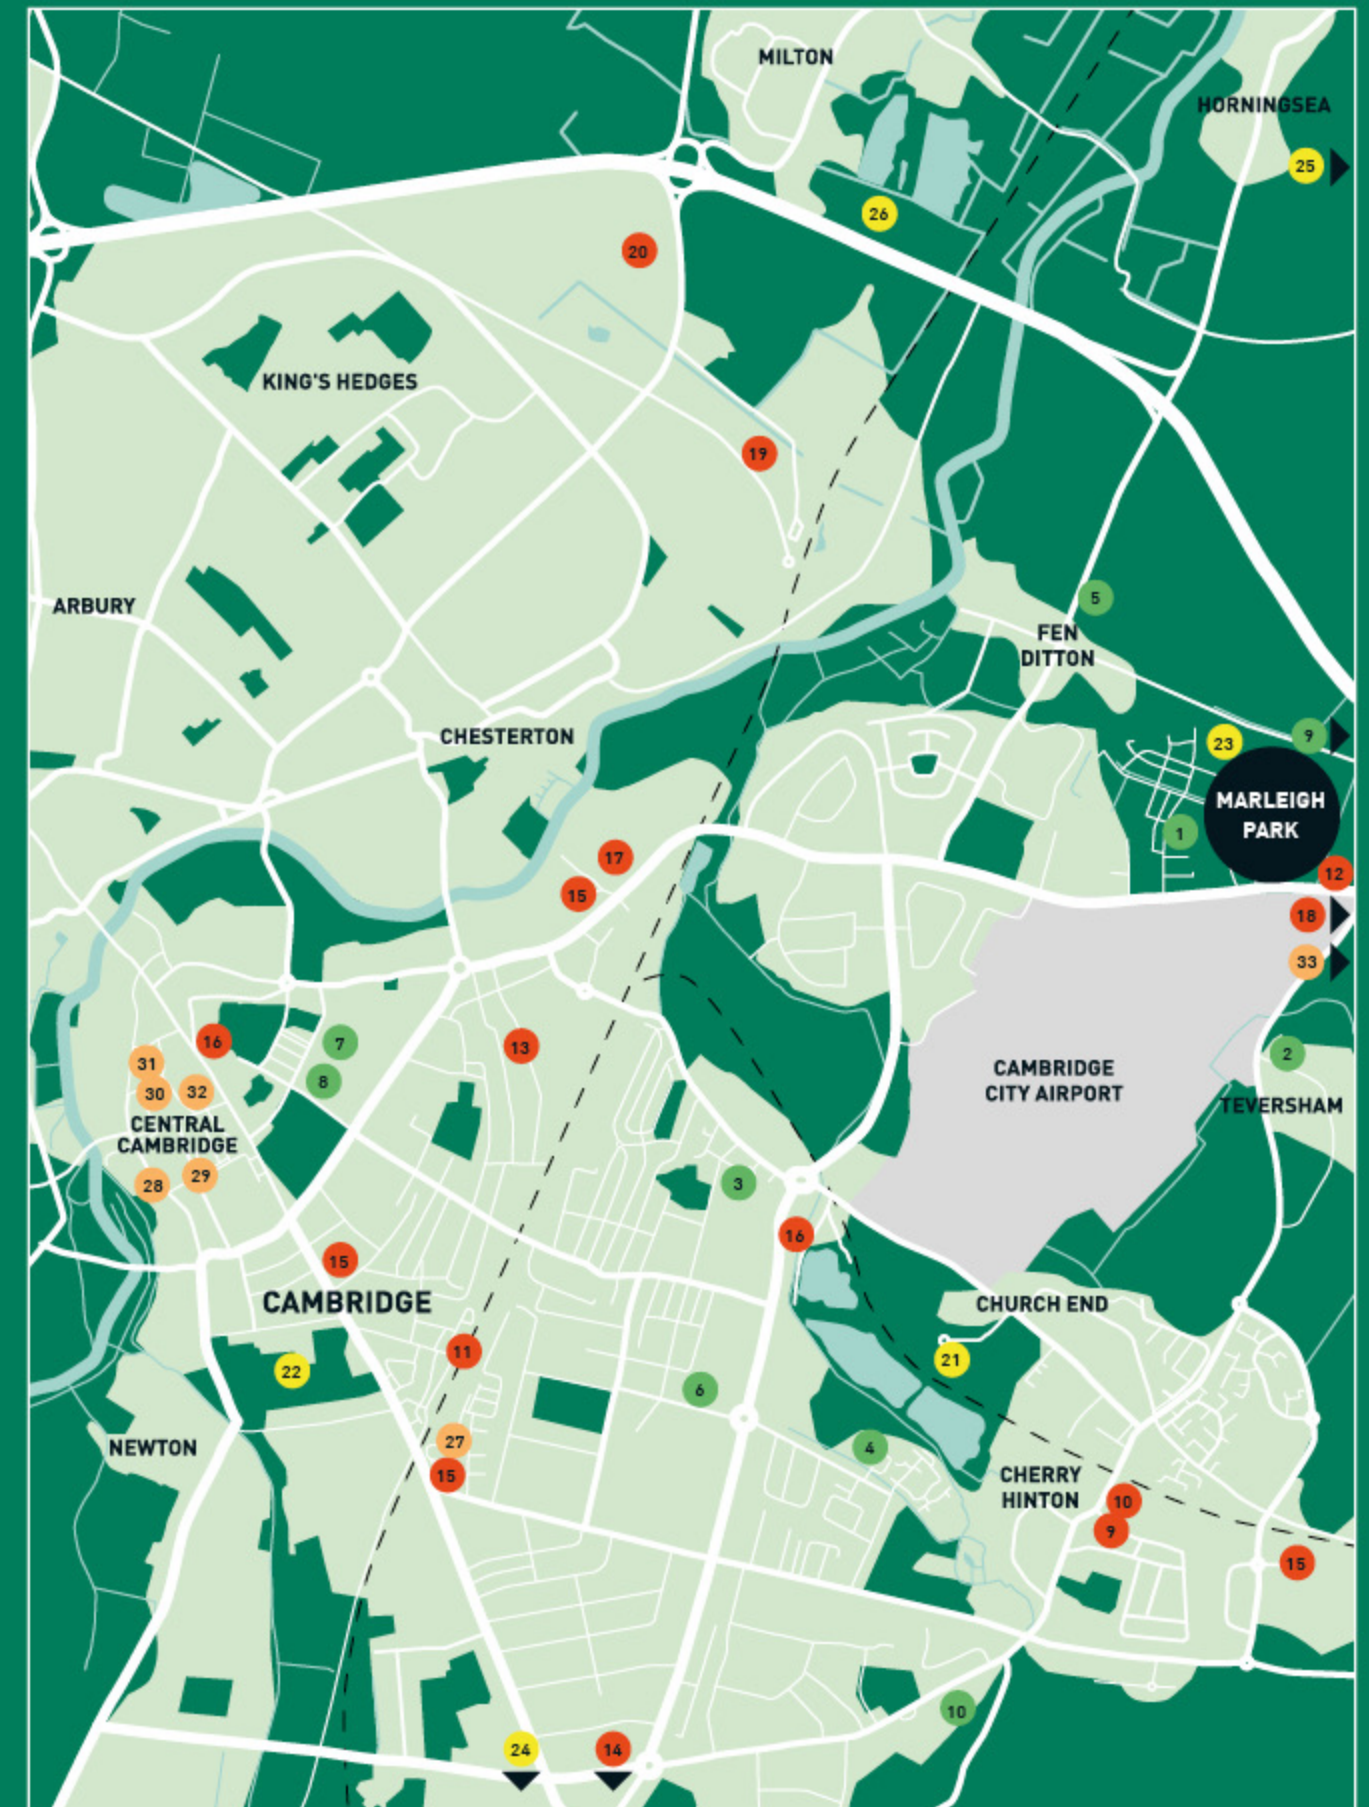 MILTON
HORNINGSEA
25
26
20
KING'S HEDGES
19
5
ARBURY
FEN
DITTON
CHESTERTON
23
9
MARLEIGH
PARK
1
17
12
15
18
33
16
7
13
31
2
30
32
8
CAMBRIDGE
CITY AIRPORT
TEVERSHAM
CENTRAL
CAMBRIDGE
28
29
3
16
15
CAMBRIDGE
CHURCH END
11
21
22
6
27
NEWTON
4
15
CHERRY
HINTON
10
9
15
10
24
14